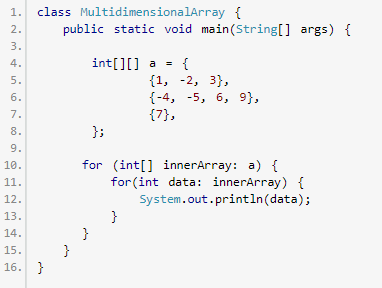 1. class MultidimensionalArray {
2.     public static void main(String[] args) {
3.
4.         int[][] a = {
5.                 {1, -2, 3},
6.                 {-4, -5, 6, 9},
7.                 {7},
8.         };
9.
10.        for (int[] innerArray: a) {
11.            for(int data: innerArray) {
12.                System.out.println(data);
13.            }
14.        }
15.     }
16. }